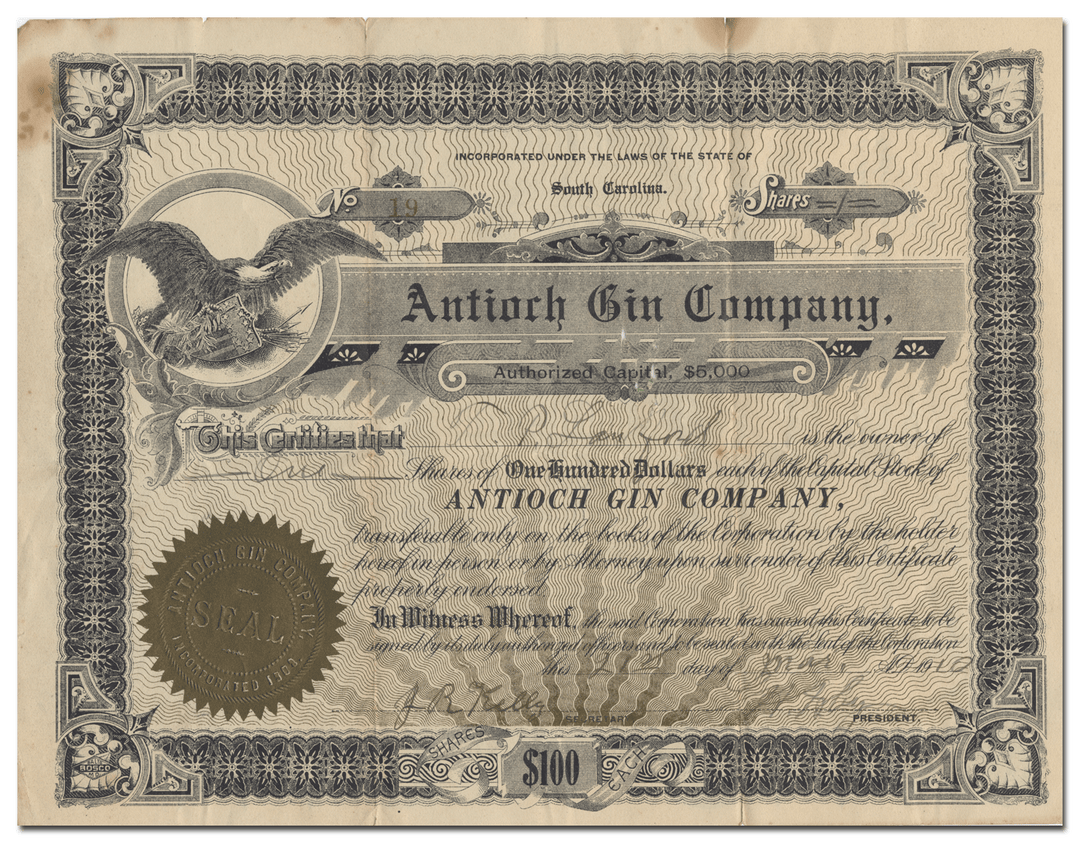 INCORPORATED UNDER THE LAWS OF THE STATE OF
South Carolina.
No 19
Shares =/=
Antioch Gin Company,
Authorized Capital, $5,000
This Certifies that R. is the owner of
One Shares of One Hundred Dollars each of the Capital Stock of
ANTIOCH GIN COMPANY,
transferable only on the books of the Corporation by the holder
hereof in person or by Attorney upon surrender of this Certificate
properly endorsed.
In Witness Whereof, the said Corporation has caused this Certificate to be
signed by its duly authorized officers and to be sealed with the Seal of the Corporation
this 21st day of Mar. A.D. 1910
ANTIOCH GIN COMPANY
SEAL
INCORPORATED 1903
J R Kelly
SECRETARY
PRESIDENT.
SHARES $100 EACH
BOSCO